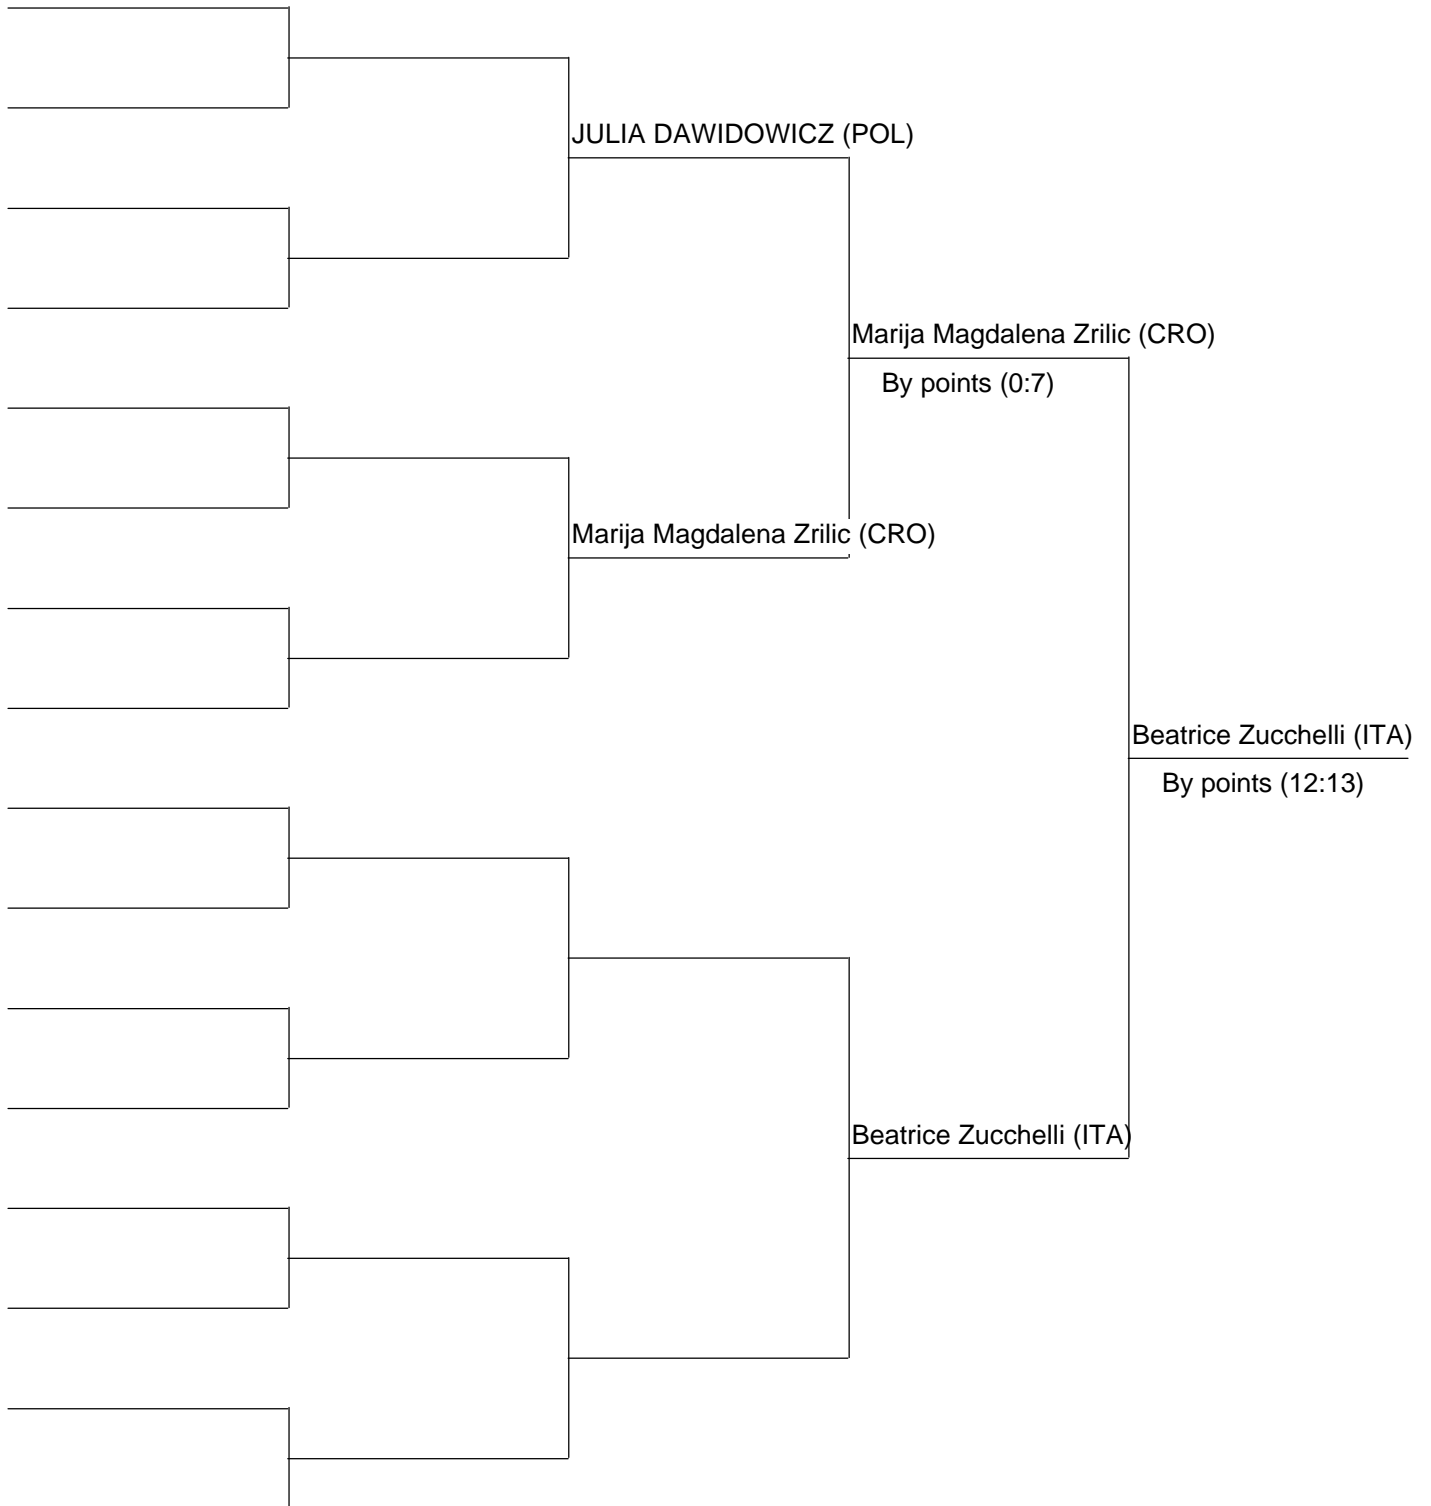 JULIA DAWIDOWICZ (POL)
Marija Magdalena Zrilic (CRO)
By points (0:7)
Marija Magdalena Zrilic (CRO)
Beatrice Zucchelli (ITA)
By points (12:13)
Beatrice Zucchelli (ITA)